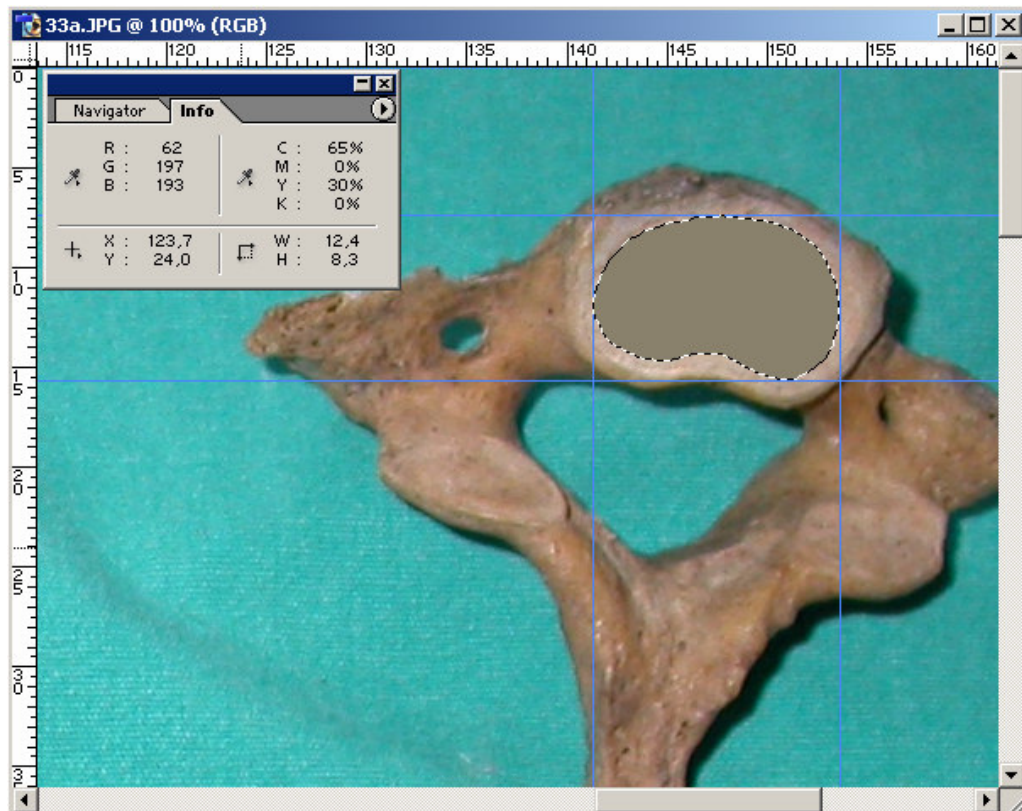 33a.JPG @ 100% (RGB)
115 120 125 130 135 140 145 150 155 160
0
Navigator Info
R : 62 C : 65%
G : 197 M : 0%
B : 193 Y : 30%
K : 0%
X : 123,7 W : 12,4
Y : 24,0 H : 8,3
5
10
15
20
25
30
3